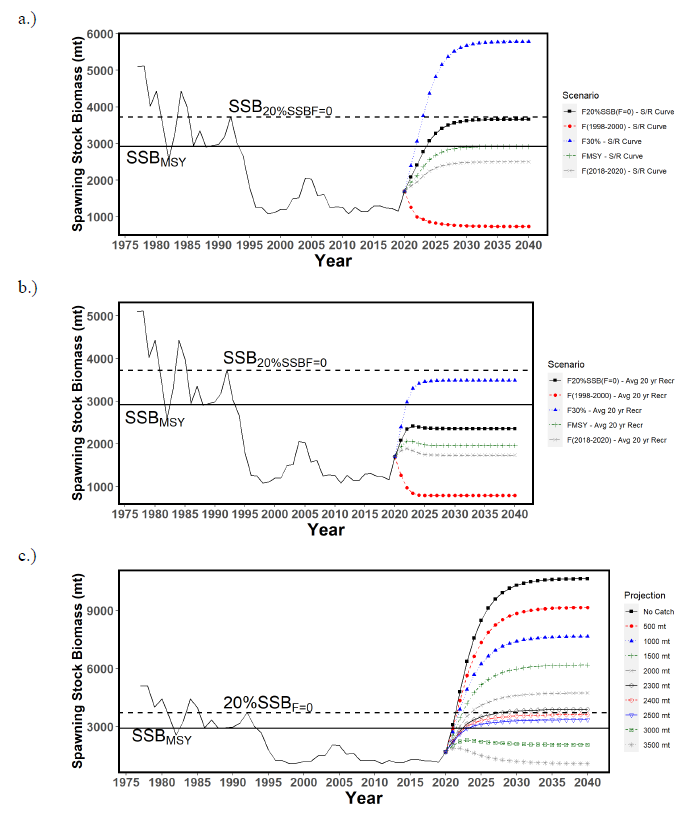 a.)
Spawning Stock Biomass (mt)
6000
5000
4000
3000
2000
1000
SSB20%SSBF=0
SSBMSY
1975 1980 1985 1990 1995 2000 2005 2010 2015 2020 2025 2030 2035 2040
Year
Scenario
F20%SSB(F=0) - S/R Curve
F(1998-2000) - S/R Curve
F30% - S/R Curve
FMSY - S/R Curve
F(2018-2020) - S/R Curve
b.)
Spawning Stock Biomass (mt)
5000
4000
3000
2000
1000
SSB20%SSBF=0
SSBMSY
1975 1980 1985 1990 1995 2000 2005 2010 2015 2020 2025 2030 2035 2040
Year
Scenario
F20%SSB(F=0) - Avg 20 yr Recr
F(1998-2000) - Avg 20 yr Recr
F30% - Avg 20 yr Recr
FMSY - Avg 20 yr Recr
F(2018-2020) - Avg 20 yr Recr
c.)
Spawning Stock Biomass (mt)
9000
6000
3000
20%SSBF=0
SSBMSY
1975 1980 1985 1990 1995 2000 2005 2010 2015 2020 2025 2030 2035 2040
Year
Projection
No Catch
500 mt
1000 mt
1500 mt
2000 mt
2300 mt
2400 mt
2500 mt
3000 mt
3500 mt